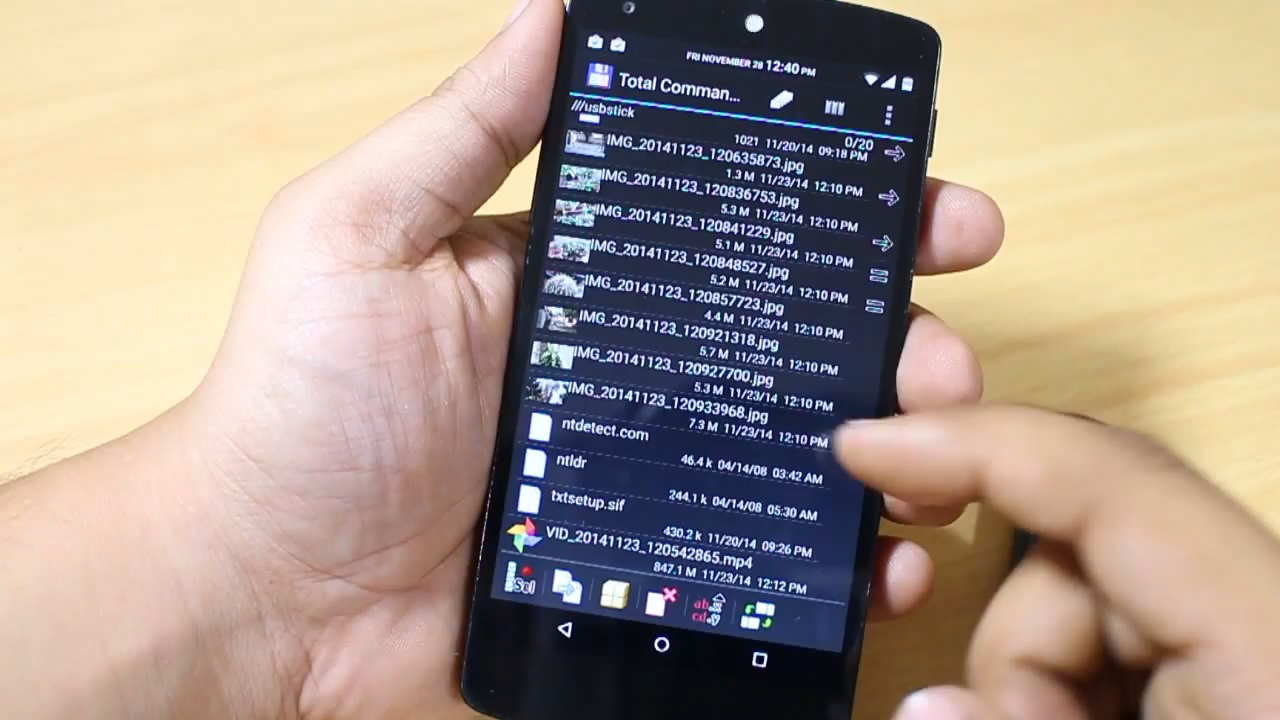 FRI NOVEMBER 28 12:40 PM
Total Comman...
///usbstick
0/20
1021 11/20/14 09:18 PM
IMG_20141123_120635873.jpg
1.3 M 11/23/14 12:10 PM
IMG_20141123_120836753.jpg
5.3 M 11/23/14 12:10 PM
IMG_20141123_120841229.jpg
5.1 M 11/23/14 12:10 PM
IMG_20141123_120848527.jpg
5.2 M 11/23/14 12:10 PM
IMG_20141123_120857723.jpg
4.4 M 11/23/14 12:10 PM
IMG_20141123_120921318.jpg
5.7 M 11/23/14 12:10 PM
IMG_20141123_120927700.jpg
5.3 M 11/23/14 12:10 PM
IMG_20141123_120933968.jpg
7.3 M 11/23/14 12:10 PM
ntdetect.com
46.4 k 04/14/08 03:42 AM
ntldr
244.1 k 04/14/08 05:30 AM
txtsetup.sif
430.2 k 11/20/14 09:26 PM
VID_20141123_120542865.mp4
847.1 M 11/23/14 12:12 PM
Sel
ab
cd